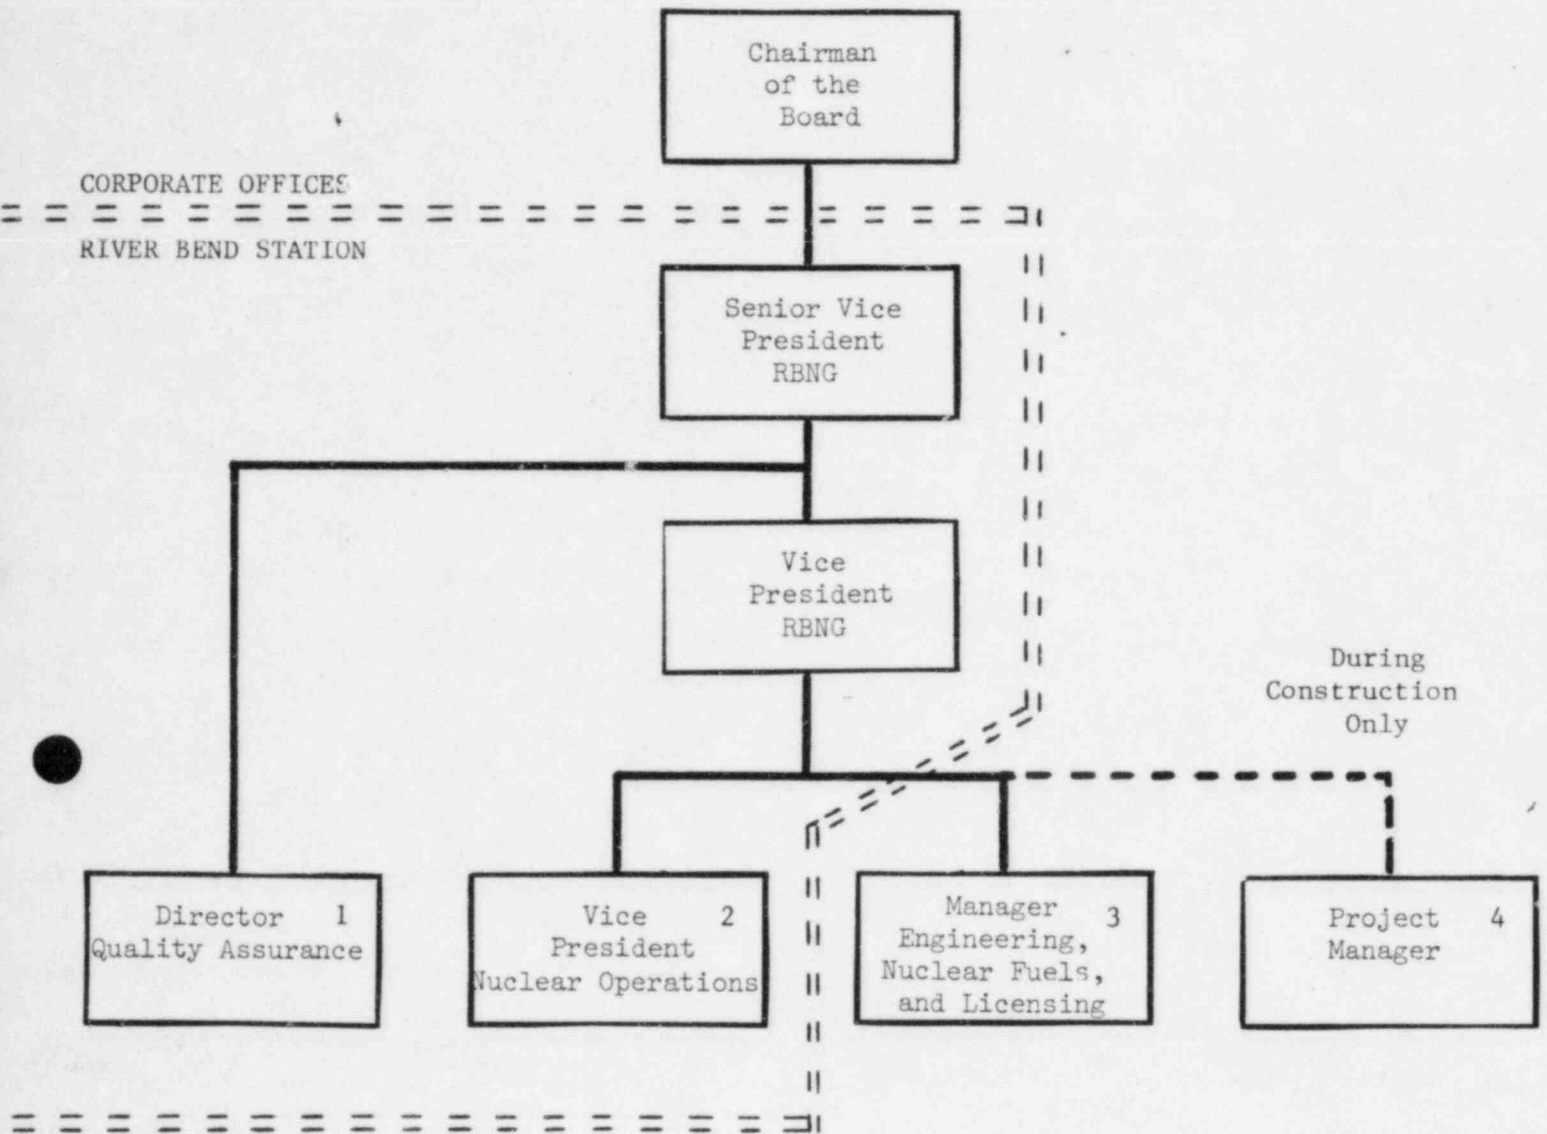 Chairman
of the
Board
CORPORATE OFFICES
RIVER BEND STATION
Senior Vice
President
RBNG
Vice
President
RBNG
During
Construction
Only
Director 1
Quality Assurance
Vice 2
President
Nuclear Operations
Manager 3
Engineering,
Nuclear Fuels,
and Licensing
Project 4
Manager